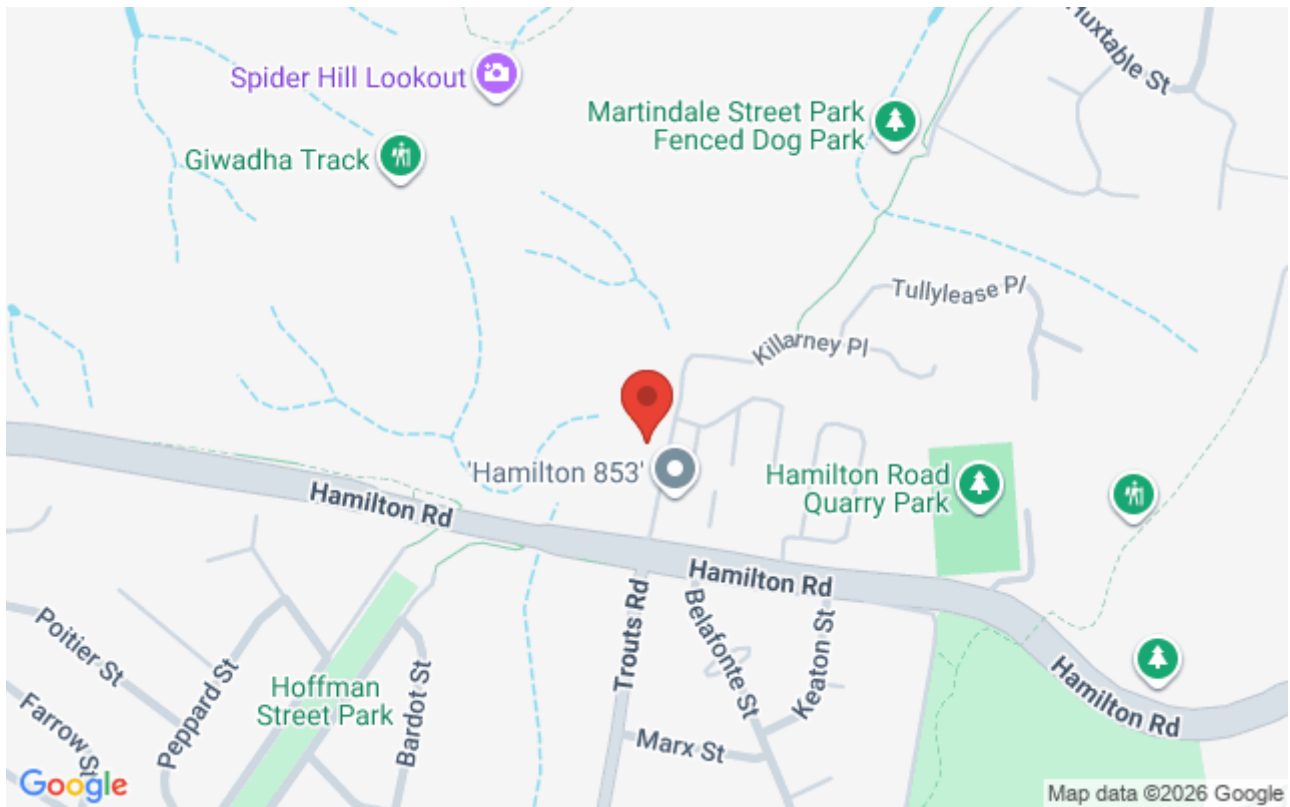 Huxtable St
Spider Hill Lookout
Martindale Street Park
Fenced Dog Park
Giwadha Track
Tullylease Pl
Killarney Pl
'Hamilton 853'
Hamilton Road
Quarry Park
Hamilton Rd
Hamilton Rd
Trouts Rd
Belafonte St
Keaton St
Poitier St
Peppard St
Hoffman
Street Park
Bardot St
Hamilton Rd
Farrow St
Marx St
Google
Map data ©2026 Google